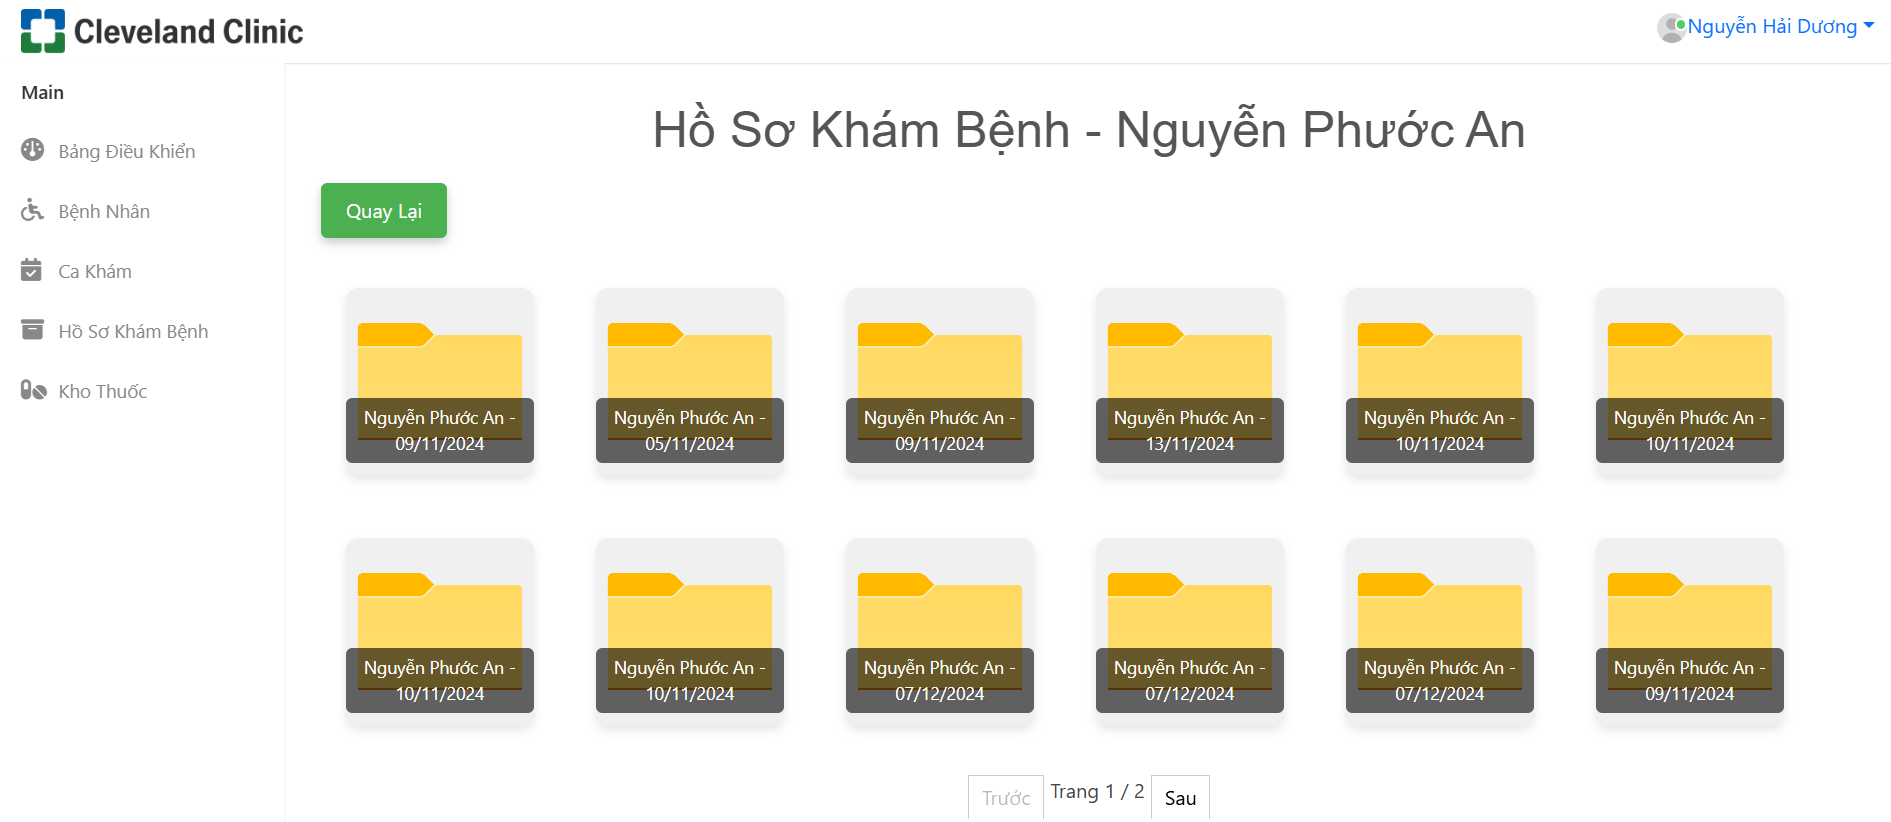 Cleveland Clinic
Nguyễn Hải Dương
Main
Bảng Điều Khiển
Bệnh Nhân
Ca Khám
Hồ Sơ Khám Bệnh
Kho Thuốc
Hồ Sơ Khám Bệnh - Nguyễn Phước An
Quay Lại
Nguyễn Phước An -
09/11/2024
Nguyễn Phước An -
05/11/2024
Nguyễn Phước An -
09/11/2024
Nguyễn Phước An -
13/11/2024
Nguyễn Phước An -
10/11/2024
Nguyễn Phước An -
10/11/2024
Nguyễn Phước An -
10/11/2024
Nguyễn Phước An -
10/11/2024
Nguyễn Phước An -
07/12/2024
Nguyễn Phước An -
07/12/2024
Nguyễn Phước An -
07/12/2024
Nguyễn Phước An -
09/11/2024
Trước Trang 1 / 2 Sau